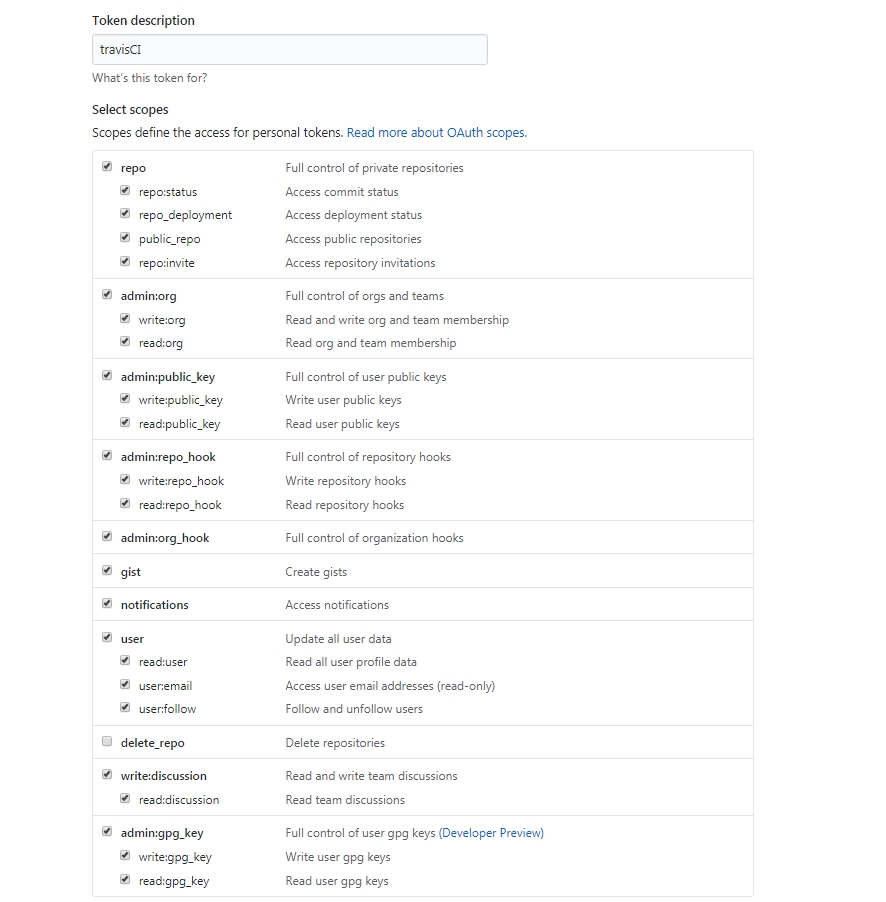 Token description
travisCI
What's this token for?
Select scopes
Scopes define the access for personal tokens. Read more about OAuth scopes.
repo Full control of private repositories
repo:status Access commit status
repo_deployment Access deployment status
public_repo Access public repositories
repo:invite Access repository invitations
admin:org Full control of orgs and teams
write:org Read and write org and team membership
read:org Read org and team membership
admin:public_key Full control of user public keys
write:public_key Write user public keys
read:public_key Read user public keys
admin:repo_hook Full control of repository hooks
write:repo_hook Write repository hooks
read:repo_hook Read repository hooks
admin:org_hook Full control of organization hooks
gist Create gists
notifications Access notifications
user Update all user data
read:user Read all user profile data
user:email Access user email addresses (read-only)
user:follow Follow and unfollow users
delete_repo Delete repositories
write:discussion Read and write team discussions
read:discussion Read team discussions
admin:gpg_key Full control of user gpg keys (Developer Preview)
write:gpg_key Write user gpg keys
read:gpg_key Read user gpg keys